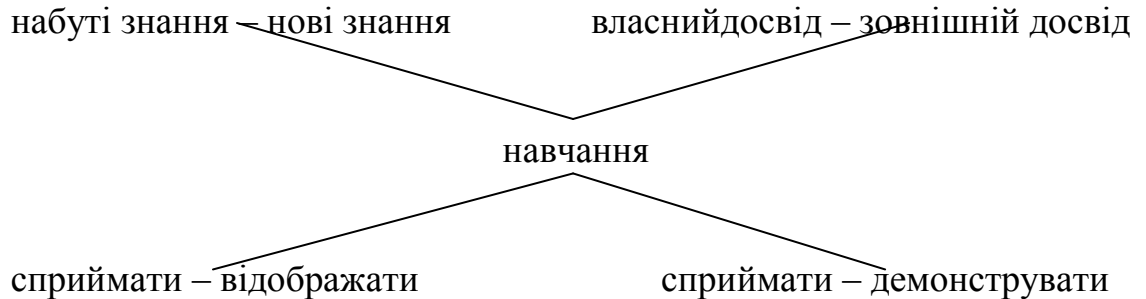 набуті знання – нові знання власнийдосвід – зовнішній досвід
навчання
сприймати – відображати сприймати – демонструвати